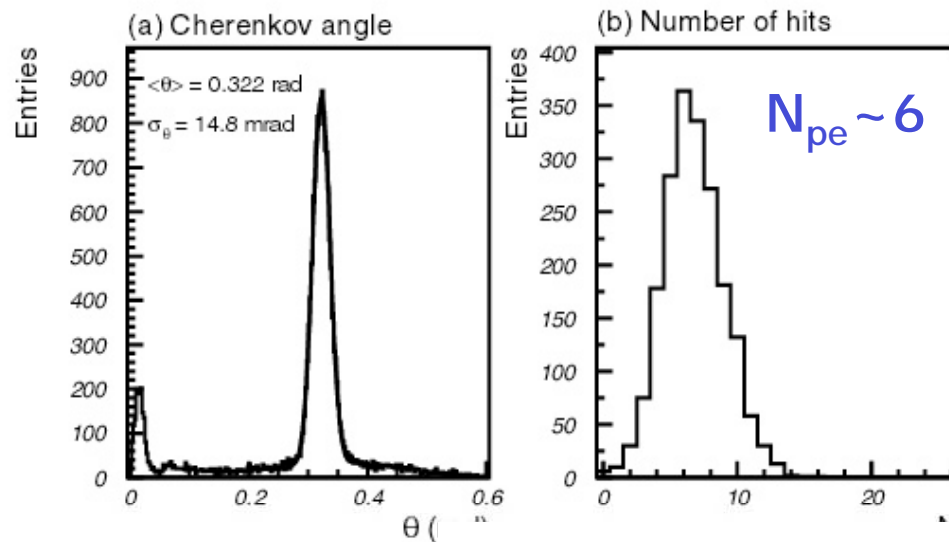 (a) Cherenkov angle
Entries
900
800
700
600
500
400
300
200
100
0
<θ> = 0.322 rad
σθ = 14.8 mrad
0 0.2 0.4 0.6
θ (
(b) Number of hits
Entries
400
350
300
250
200
150
100
50
0
Npe ~ 6
0 10 20